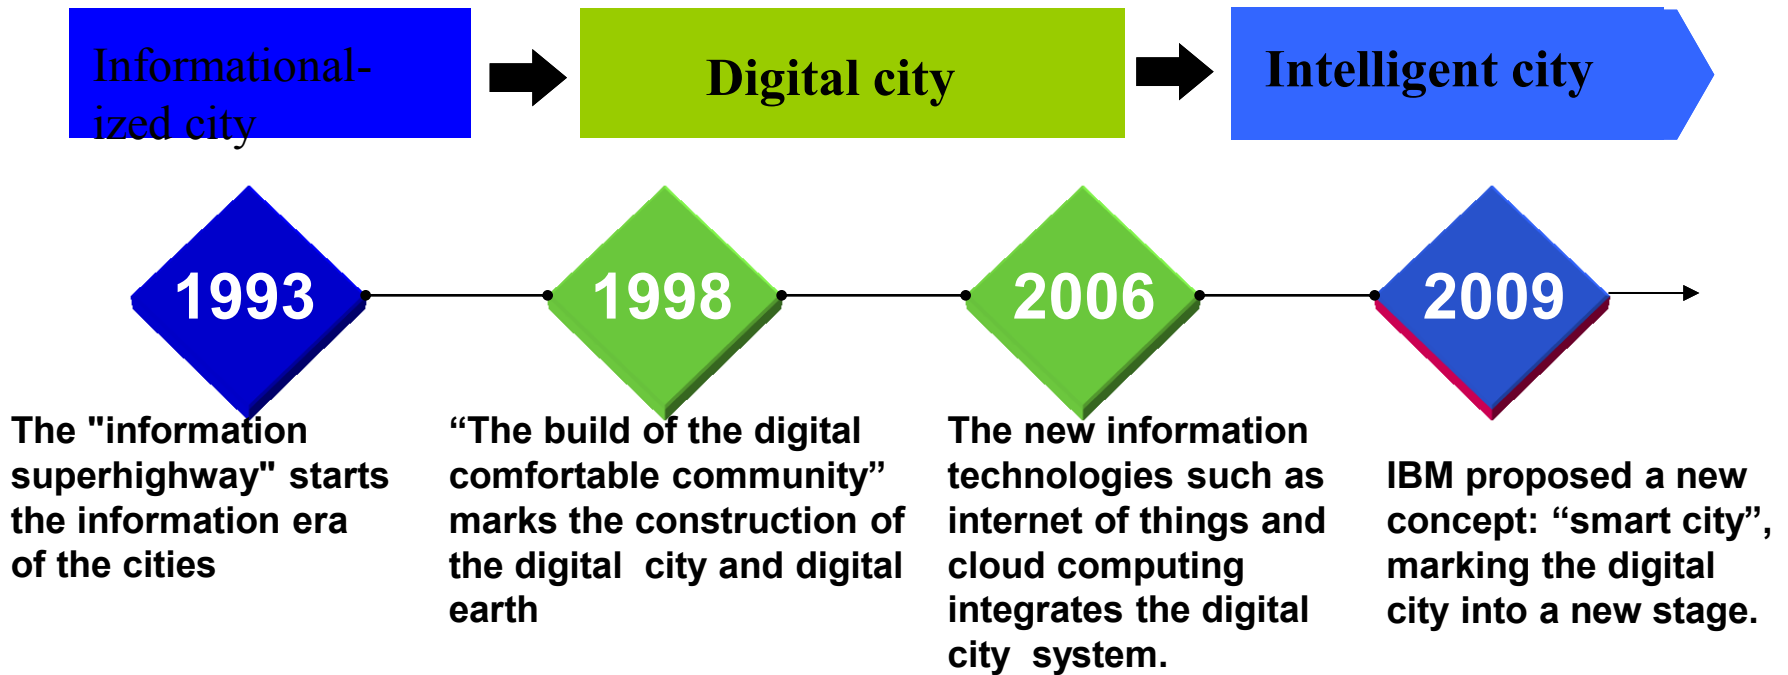 Informational-
ized city
Digital city
Intelligent city
1993
1998
2006
2009
The "information
superhighway" starts
the information era
of the cities
“The build of the digital
comfortable community”
marks the construction of
the digital  city and digital
earth
The new information
technologies such as
internet of things and
cloud computing
integrates the digital
city  system.
IBM proposed a new
concept: “smart city”,
marking the digital
city into a new stage.